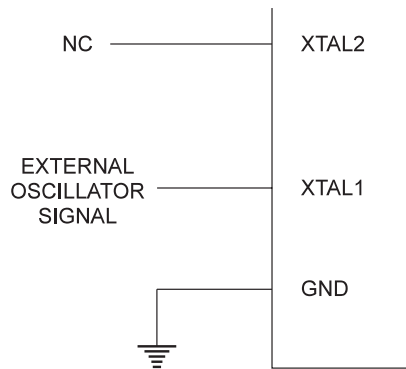 NC
XTAL2
EXTERNAL
OSCILLATOR
SIGNAL
XTAL1
GND